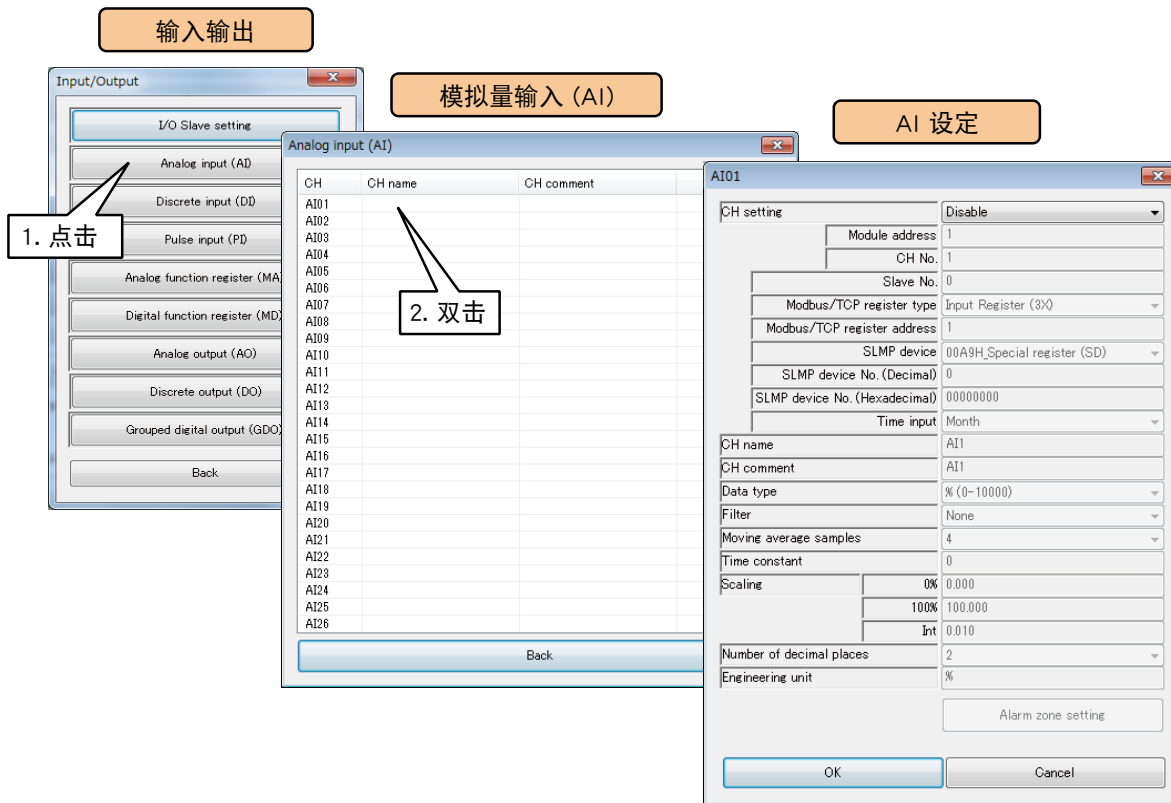 输入输出
模拟量输入 (AI)
AI 设定
Input/Output
I/O Slave setting
Analog input (AI)
Discrete input (DI)
Pulse input (PI)
Analog function register (MA)
Digital function register (MD)
Analog output (AO)
Discrete output (DO)
Grouped digital output (GDO)
Back
1. 点击
Analog input (AI)
CH CH name CH comment
AI01
AI02
AI03
AI04
AI05
AI06
AI07
AI08
AI09
AI10
AI11
AI12
AI13
AI14
AI15
AI16
AI17
AI18
AI19
AI20
AI21
AI22
AI23
AI24
AI25
AI26
Back
2. 双击
AI01
CH setting Disable
Module address 1
CH No. 1
Slave No. 0
Modbus/TCP register type Input Register (3X)
Modbus/TCP register address 1
SLMP device 00A9H_Special register (SD)
SLMP device No. (Decimal) 0
SLMP device No. (Hexadecimal) 00000000
Time input Month
CH name AI1
CH comment AI1
Data type % (0-10000)
Filter None
Moving average samples 4
Time constant 0
Scaling 0% 0.000
100% 100.000
Int 0.010
Number of decimal places 2
Engineering unit %
Alarm zone setting
OK Cancel